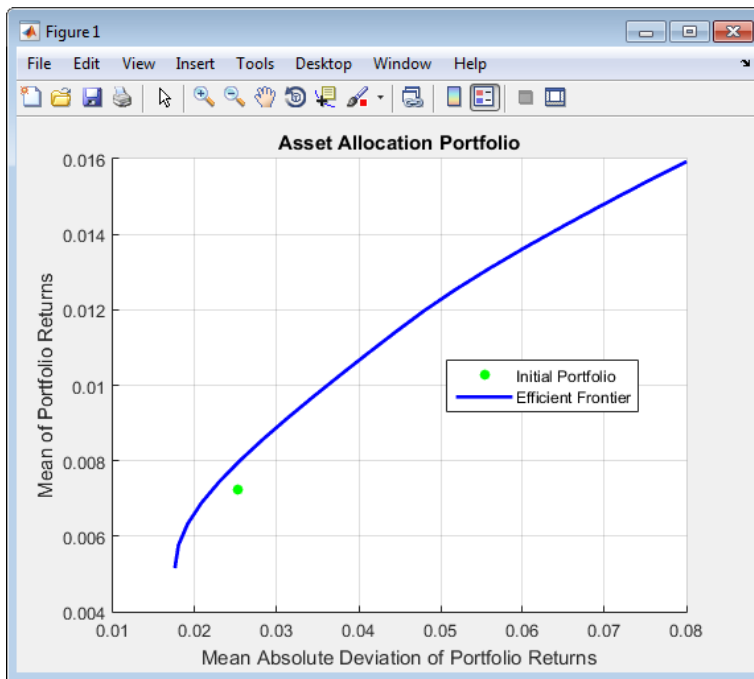 Figure 1
File Edit View Insert Tools Desktop Window Help
Asset Allocation Portfolio
0.016
0.014
0.012
0.01
0.008
0.006
0.004
Mean of Portfolio Returns
Initial Portfolio
Efficient Frontier
0.01 0.02 0.03 0.04 0.05 0.06 0.07 0.08
Mean Absolute Deviation of Portfolio Returns